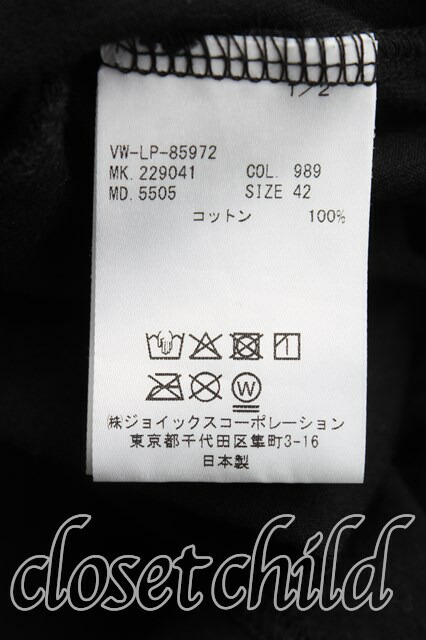 1/2
VW-LP-85972
MK. 229041 COL. 989
MD. 5505 SIZE 42
コットン 100%
W
㈱ジョイックスコーポレーション
東京都千代田区隼町3-16
日本製
closetchild